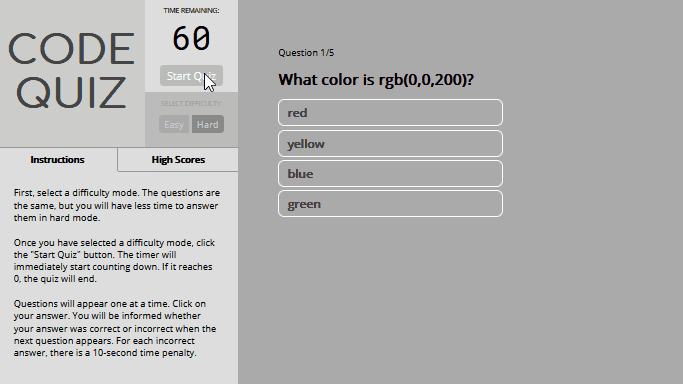 CODE
QUIZ
TIME REMAINING:
60
Start Quiz
SELECT DIFFICULTY
Easy
Hard
Instructions
High Scores
First, select a difficulty mode. The questions are
the same, but you will have less time to answer
them in hard mode.
Once you have selected a difficulty mode, click
the "Start Quiz" button. The timer will
immediately start counting down. If it reaches
0, the quiz will end.
Questions will appear one at a time. Click on
your answer. You will be informed whether
your answer was correct or incorrect when the
next question appears. For each incorrect
answer, there is a 10-second time penalty.
Question 1/5
What color is rgb(0,0,200)?
red
yellow
blue
green